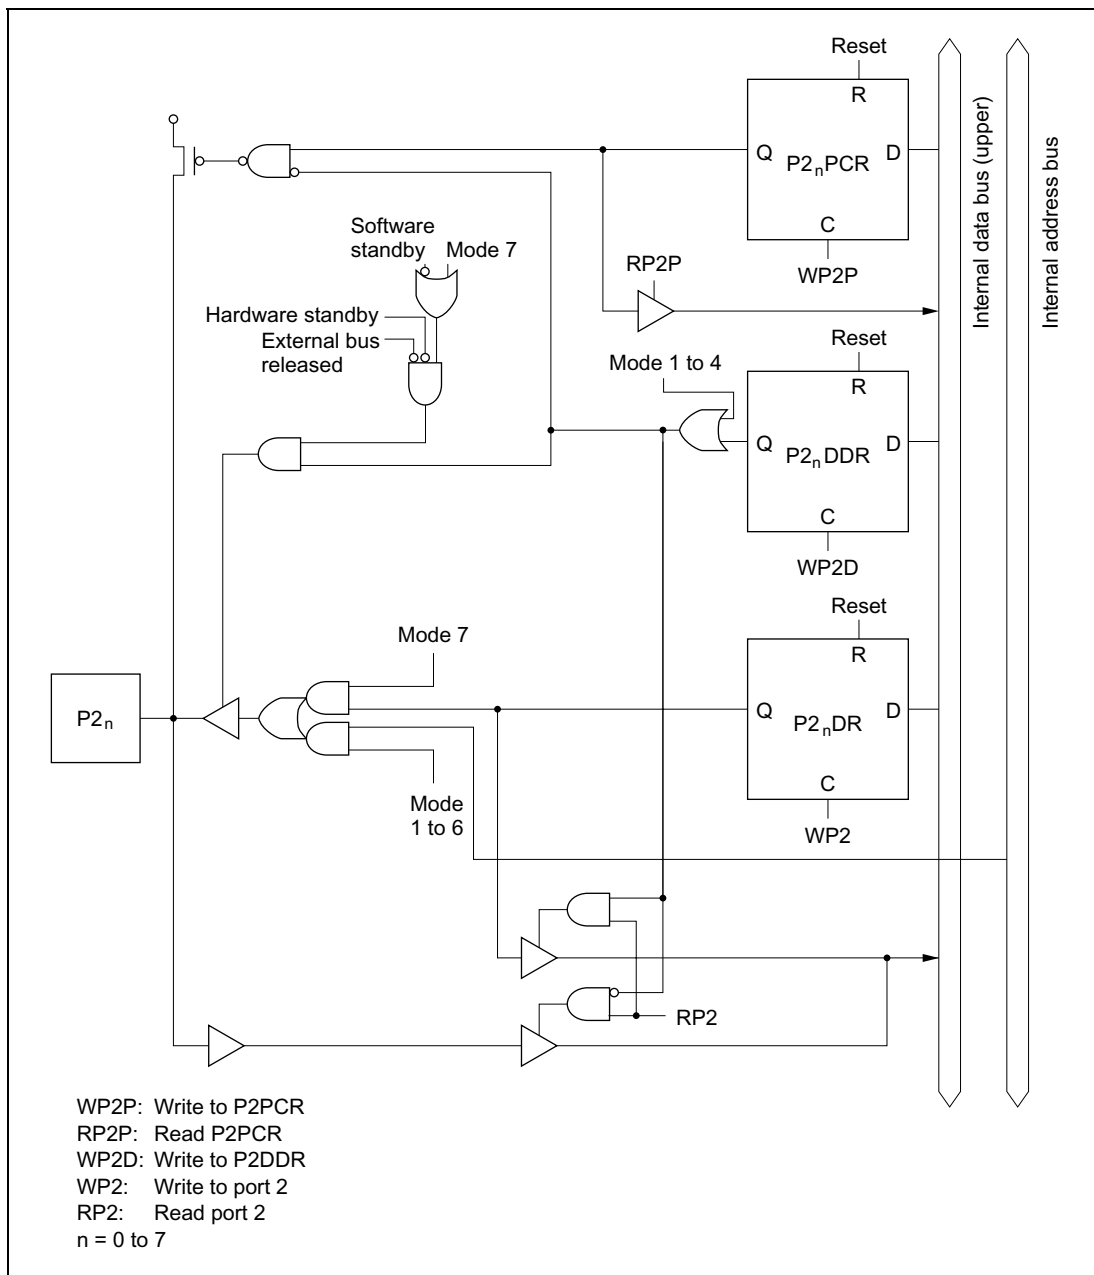 Reset
R
Q
P2nPCR
D
C
WP2P
Internal data bus (upper)
Internal address bus
Software
standby
Mode 7
RP2P
Hardware standby
External bus
released
Reset
Mode 1 to 4
R
Q
P2nDDR
D
C
WP2D
Reset
Mode 7
R
P2n
Q
P2nDR
D
C
Mode
1 to 6
WP2
RP2
WP2P: Write to P2PCR
RP2P: Read P2PCR
WP2D: Write to P2DDR
WP2: Write to port 2
RP2: Read port 2
n = 0 to 7